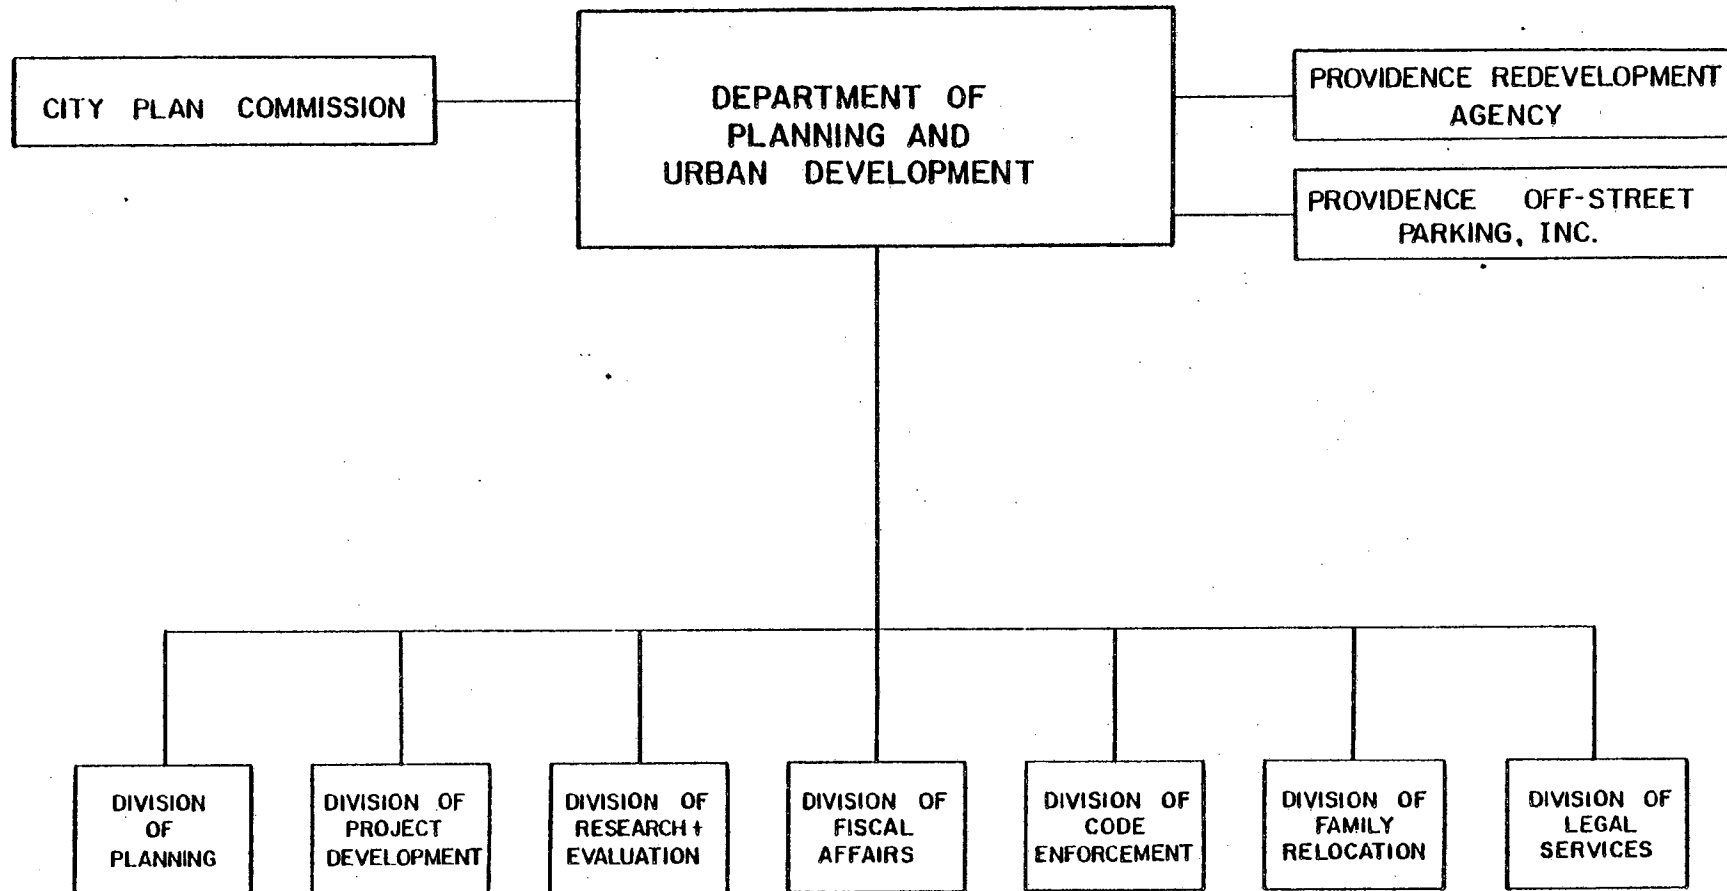 CITY PLAN COMMISSION
DEPARTMENT OF
PLANNING AND
URBAN DEVELOPMENT
PROVIDENCE REDEVELOPMENT
AGENCY
PROVIDENCE OFF-STREET
PARKING, INC.
DIVISION
OF
PLANNING
DIVISION OF
PROJECT
DEVELOPMENT
DIVISION OF
RESEARCH +
EVALUATION
DIVISION OF
FISCAL
AFFAIRS
DIVISION OF
CODE
ENFORCEMENT
DIVISION OF
FAMILY
RELOCATION
DIVISION OF
LEGAL
SERVICES